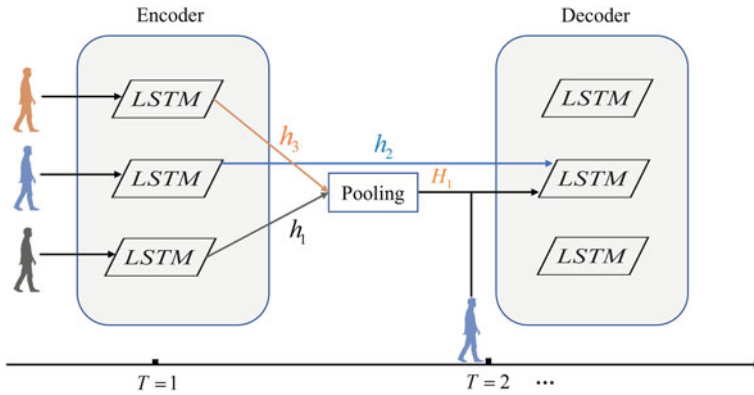 Encoder
Decoder
LSTM
LSTM
h₃
h₂
LSTM
Pooling
H₁
LSTM
h₁
LSTM
LSTM
T = 1
T = 2 ...